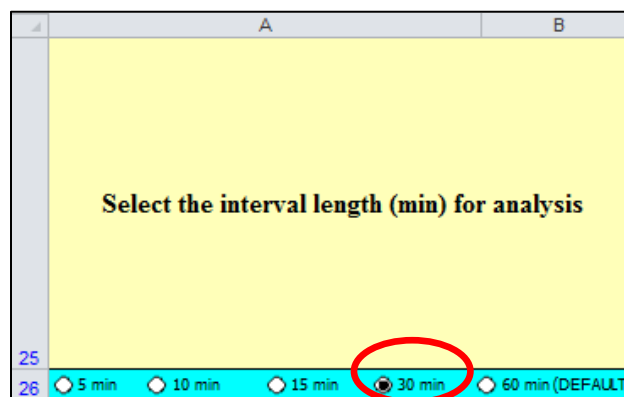 A B
Select the interval length (min) for analysis
25
26 5 min 10 min 15 min 30 min 60 min (DEFAULT